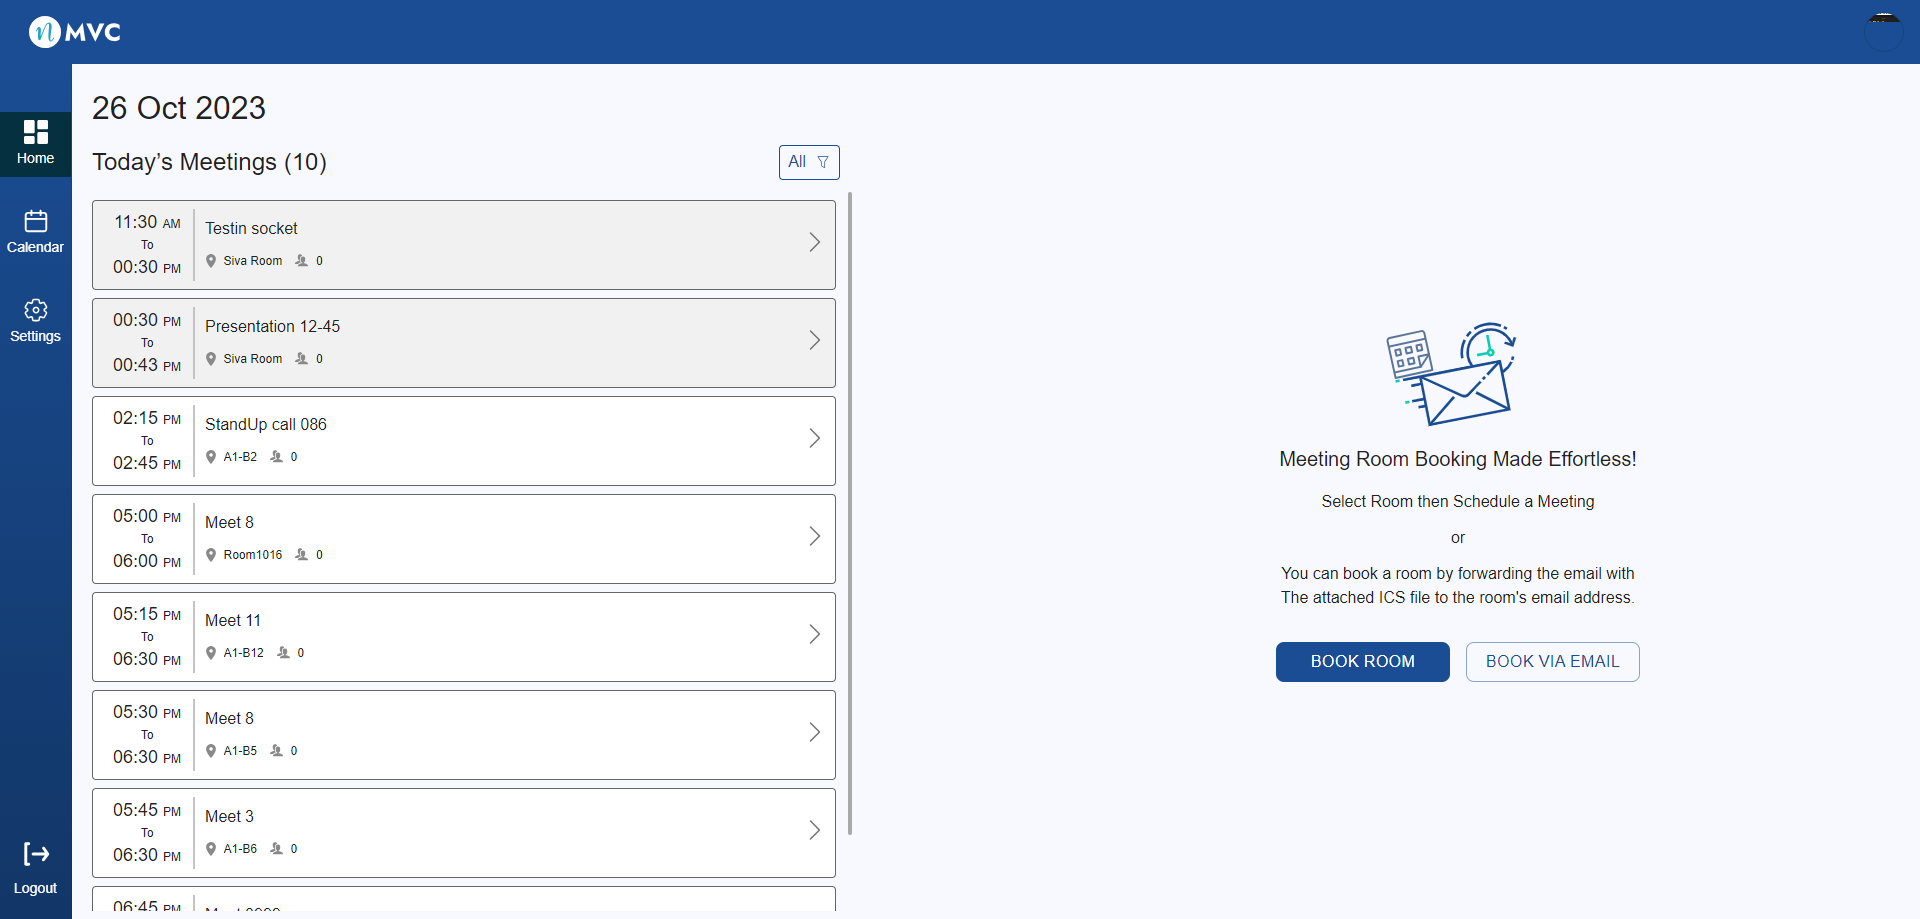 n MVC
26 Oct 2023
Home
Calendar
Settings
Logout
Today’s Meetings (10)
All
11:30 AM
To
00:30 PM
Testin socket
Siva Room 0
00:30 PM
To
00:43 PM
Presentation 12-45
Siva Room 0
02:15 PM
To
02:45 PM
StandUp call 086
A1-B2 0
05:00 PM
To
06:00 PM
Meet 8
Room1016 0
05:15 PM
To
06:30 PM
Meet 11
A1-B12 0
05:30 PM
To
06:30 PM
Meet 8
A1-B5 0
05:45 PM
To
06:30 PM
Meet 3
A1-B6 0
06:45 PM
Meeting Room Booking Made Effortless!
Select Room then Schedule a Meeting
or
You can book a room by forwarding the email with
The attached ICS file to the room's email address.
BOOK ROOM
BOOK VIA EMAIL